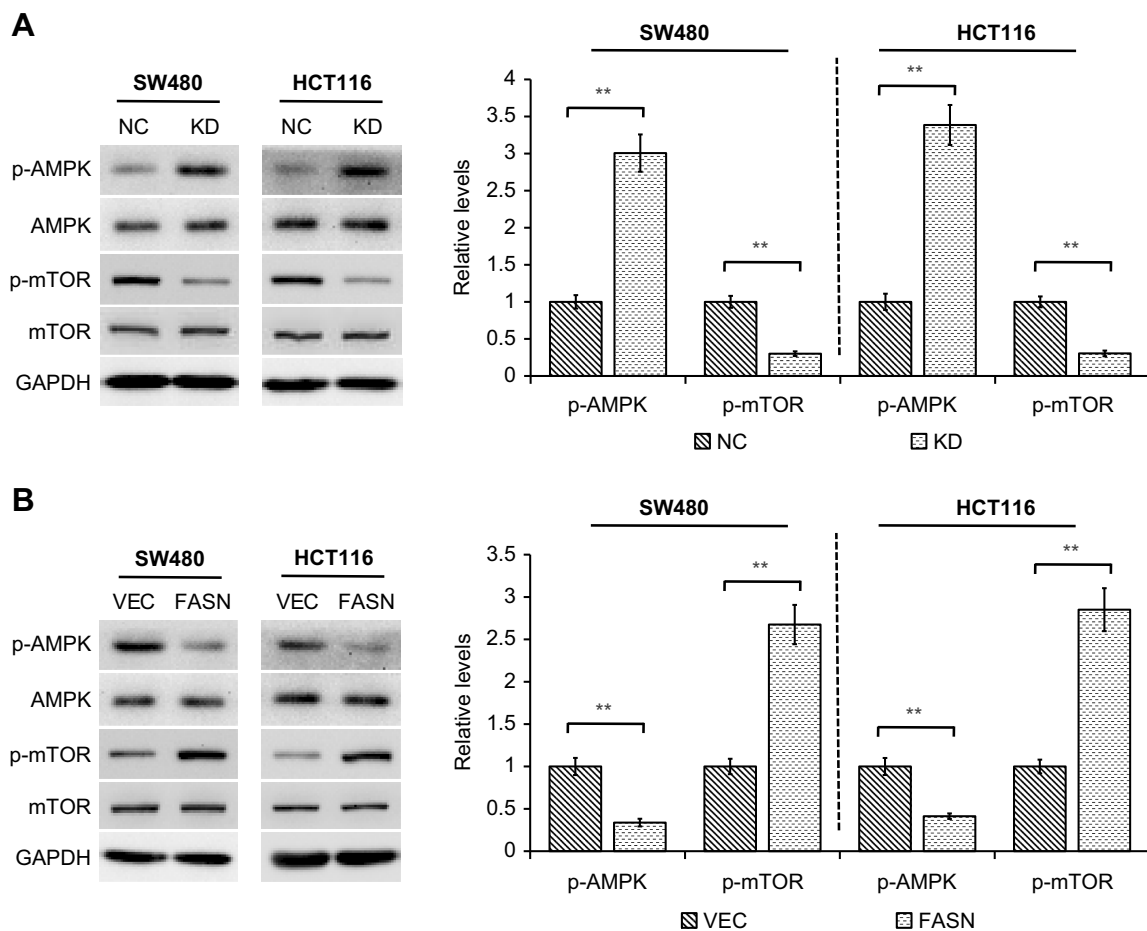 A
SW480 HCT116
NC KD NC KD
p-AMPK
AMPK
p-mTOR
mTOR
GAPDH
SW480 HCT116
Relative levels
4
3.5
3
2.5
2
1.5
1
0.5
0
** ** ** **
p-AMPK p-mTOR p-AMPK p-mTOR
NC KD
B
SW480 HCT116
VEC FASN VEC FASN
p-AMPK
AMPK
p-mTOR
mTOR
GAPDH
SW480 HCT116
Relative levels
3.5
3
2.5
2
1.5
1
0.5
0
** ** ** **
p-AMPK p-mTOR p-AMPK p-mTOR
VEC FASN